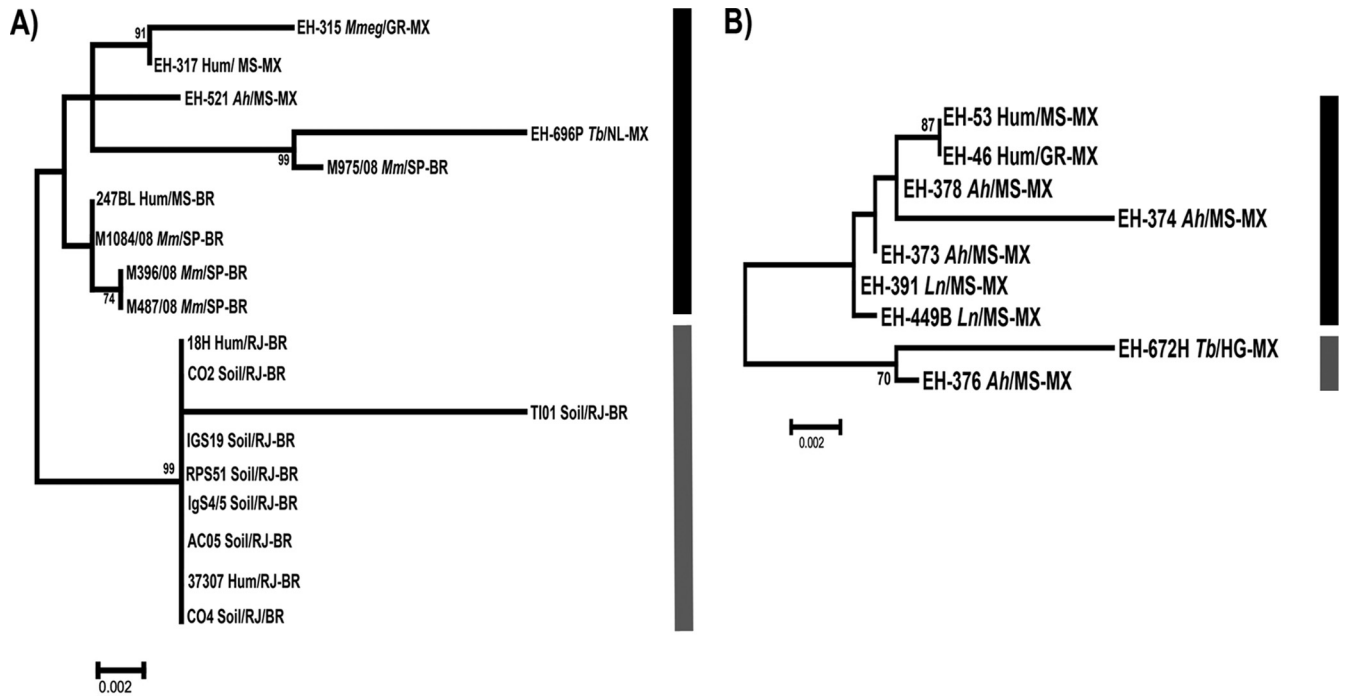 A)
91
EH-315 Mmeg/GR-MX
EH-317 Hum/ MS-MX
EH-521 Ah/MS-MX
EH-696P Tb/NL-MX
99
M975/08 Mm/SP-BR
247BL Hum/MS-BR
M1084/08 Mm/SP-BR
M396/08 Mm/SP-BR
74
M487/08 Mm/SP-BR
18H Hum/RJ-BR
CO2 Soil/RJ-BR
TI01 Soil/RJ-BR
IGS19 Soil/RJ-BR
99
RPS51 Soil/RJ-BR
IgS4/5 Soil/RJ-BR
AC05 Soil/RJ-BR
37307 Hum/RJ-BR
CO4 Soil/RJ/BR
0.002
B)
EH-53 Hum/MS-MX
87
EH-46 Hum/GR-MX
EH-378 Ah/MS-MX
EH-374 Ah/MS-MX
EH-373 Ah/MS-MX
EH-391 Ln/MS-MX
EH-449B Ln/MS-MX
EH-672H Tb/HG-MX
70
EH-376 Ah/MS-MX
0.002